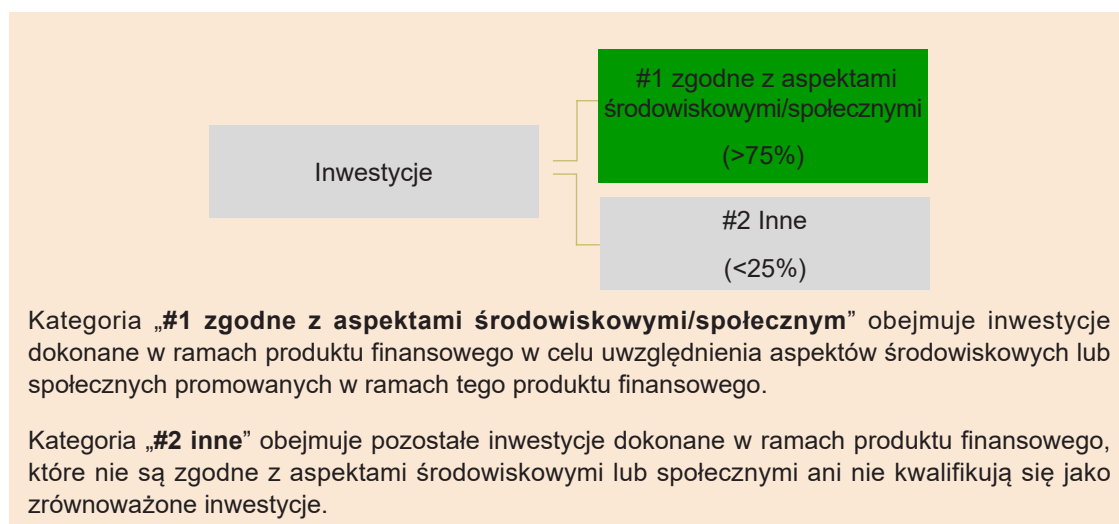 #1 zgodne z aspektami
środowiskowymi/społecznymi
(>75%)
Inwestycje
#2 Inne
(<25%)
Kategoria „#1 zgodne z aspektami środowiskowymi/społecznym” obejmuje inwestycje
dokonane w ramach produktu finansowego w celu uwzględnienia aspektów środowiskowych lub
społecznych promowanych w ramach tego produktu finansowego.
Kategoria „#2 inne” obejmuje pozostałe inwestycje dokonane w ramach produktu finansowego,
które nie są zgodne z aspektami środowiskowymi lub społecznymi ani nie kwalifikują się jako
zrównoważone inwestycje.